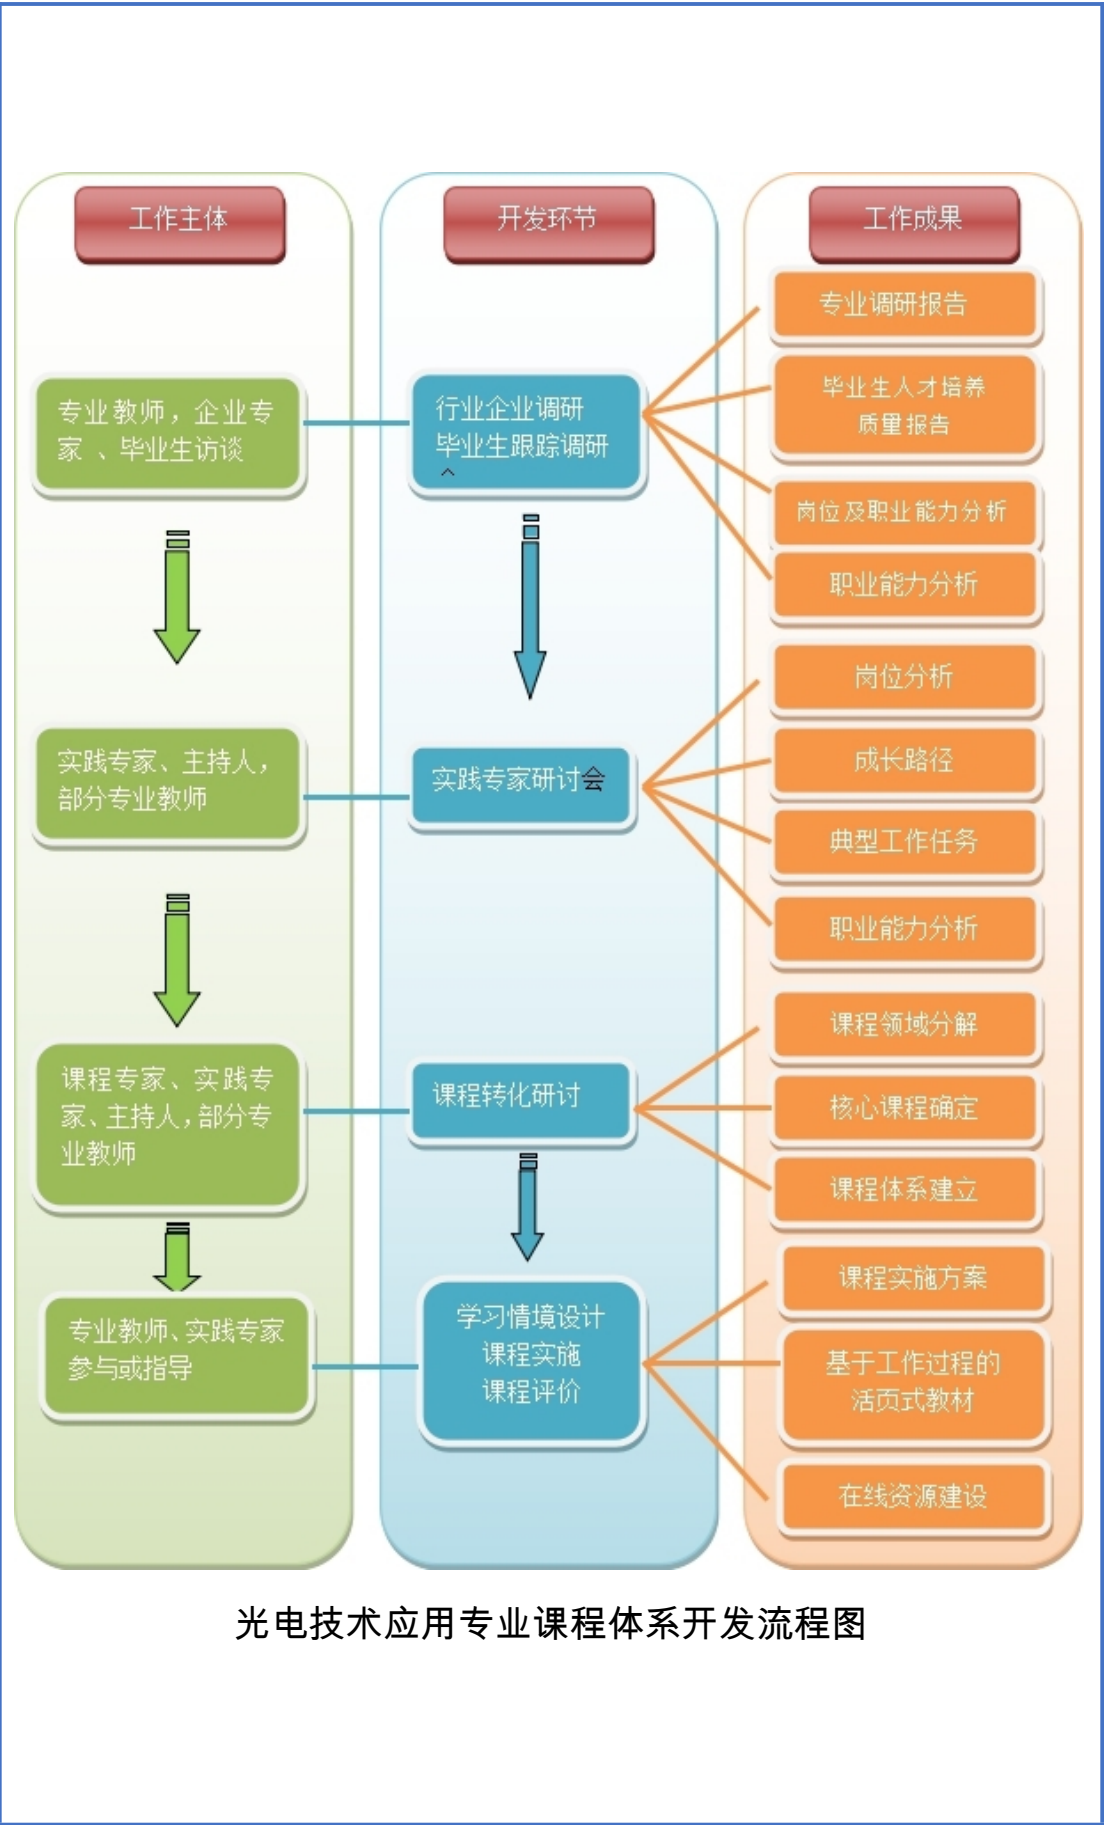 工作主体
专业教师，企业专
家 、毕业生访谈
实践专家、主持人，
部分专业教师
课程专家、实践专
家、主持人，部分专
业教师
专业教师、实践专家
参与或指导
开发环节
行业企业调研
毕业生跟踪调研
^
实践专家研讨会
课程转化研讨
学习情境设计
课程实施
课程评价
工作成果
专业调研报告
毕业生人才培养
质量报告
岗位及职业能力分析
职业能力分析
岗位分析
成长路径
典型工作任务
职业能力分析
课程领域分解
核心课程确定
课程体系建立
课程实施方案
基于工作过程的
活页式教材
在线资源建设
光电技术应用专业课程体系开发流程图